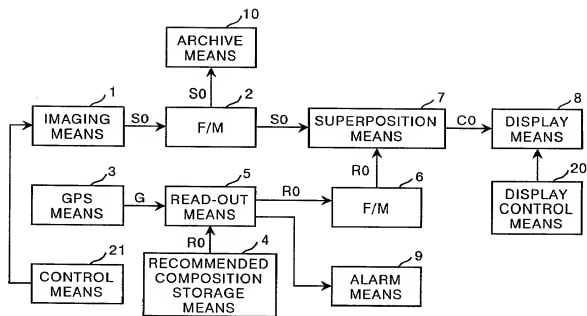 10
ARCHIVE
MEANS
1
S0
2
7
8
IMAGING
MEANS
S0
F/M
S0
SUPERPOSITION
MEANS
C0
DISPLAY
MEANS
3
5
R0
6
20
GPS
MEANS
G
READ-OUT
MEANS
R0
F/M
DISPLAY
CONTROL
MEANS
21
R0
4
9
CONTROL
MEANS
RECOMMENDED
COMPOSITION
STORAGE
MEANS
ALARM
MEANS